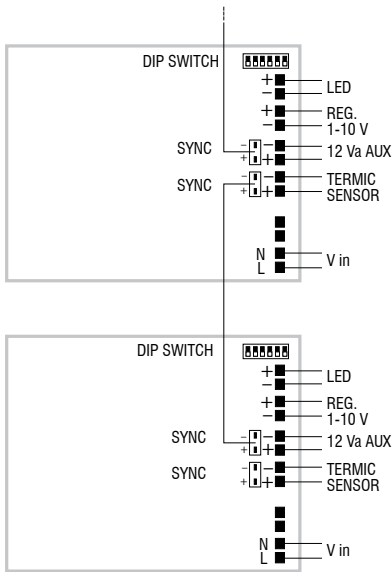 DIP SWITCH
+
− LED
+ REG.
− 1-10 V
SYNC − − 12 Va AUX
+ +
SYNC − − TERMIC
+ + SENSOR
N V in
L
DIP SWITCH
+
− LED
+ REG.
− 1-10 V
SYNC − − 12 Va AUX
+ +
SYNC − − TERMIC
+ + SENSOR
N V in
L